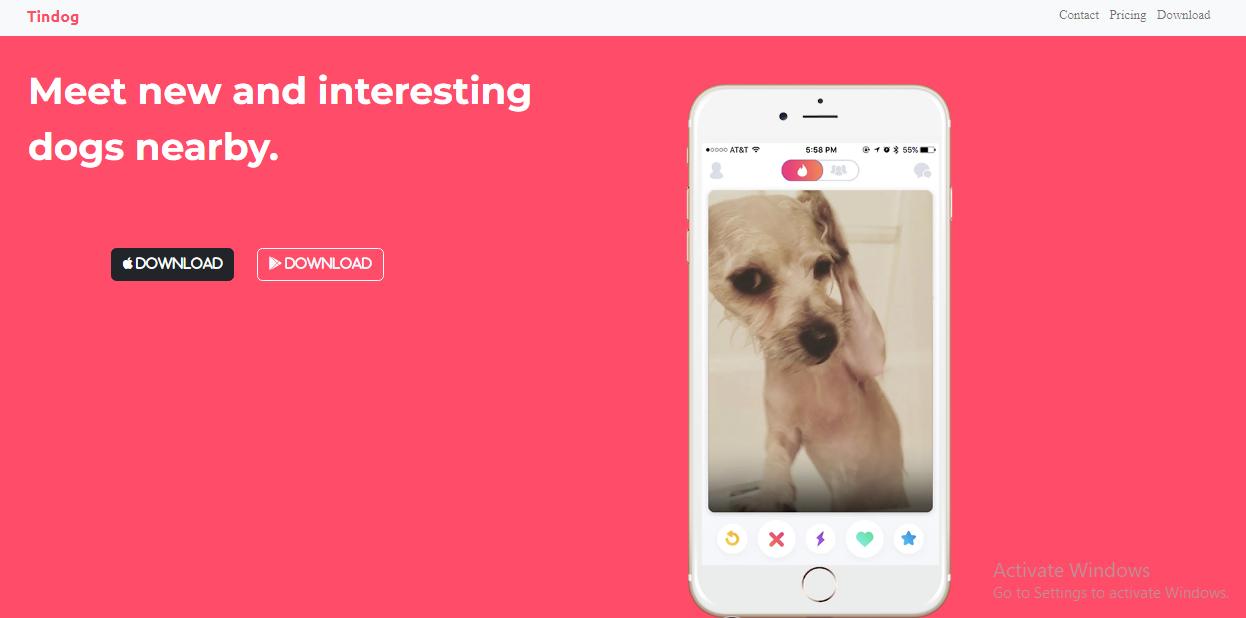 Tindog
Contact Pricing Download
Meet new and interesting
dogs nearby.
DOWNLOAD DOWNLOAD
AT&T 5:58 PM 55%
Activate Windows
Go to Settings to activate Windows.